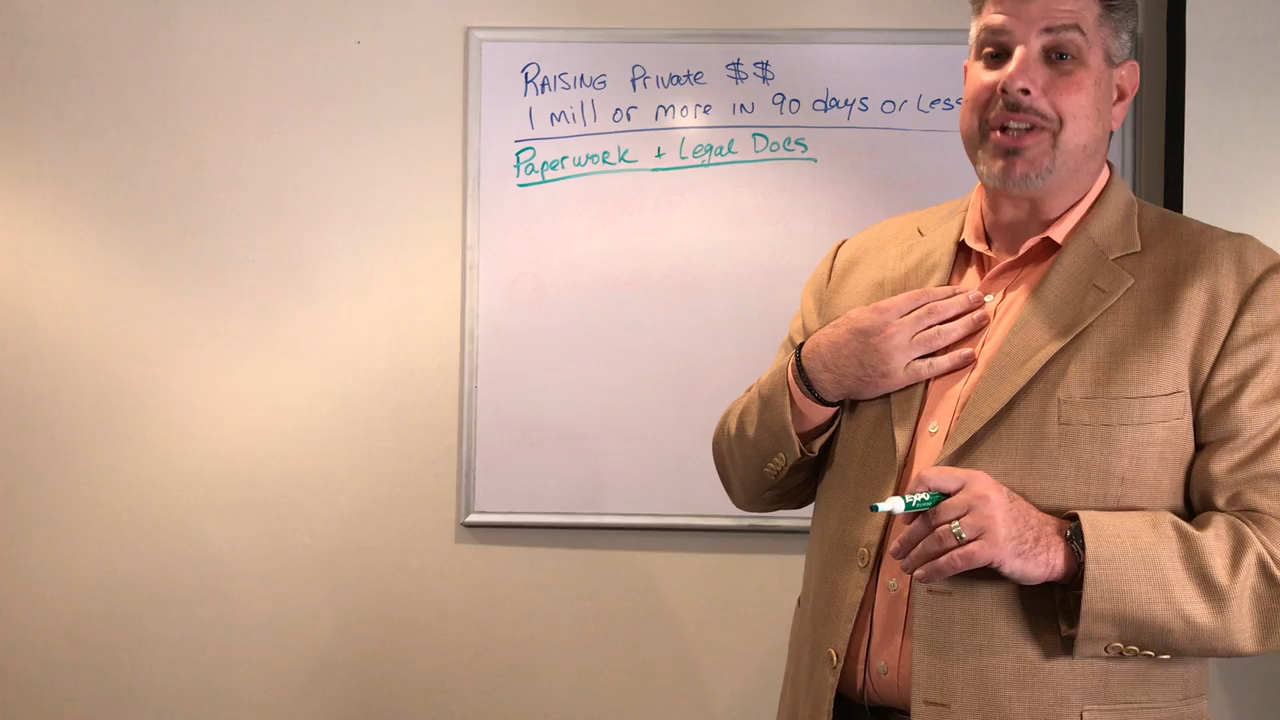 RAISING Private $$
1 mill or more in 90 days or Less
Paperwork + Legal Docs
EXPO